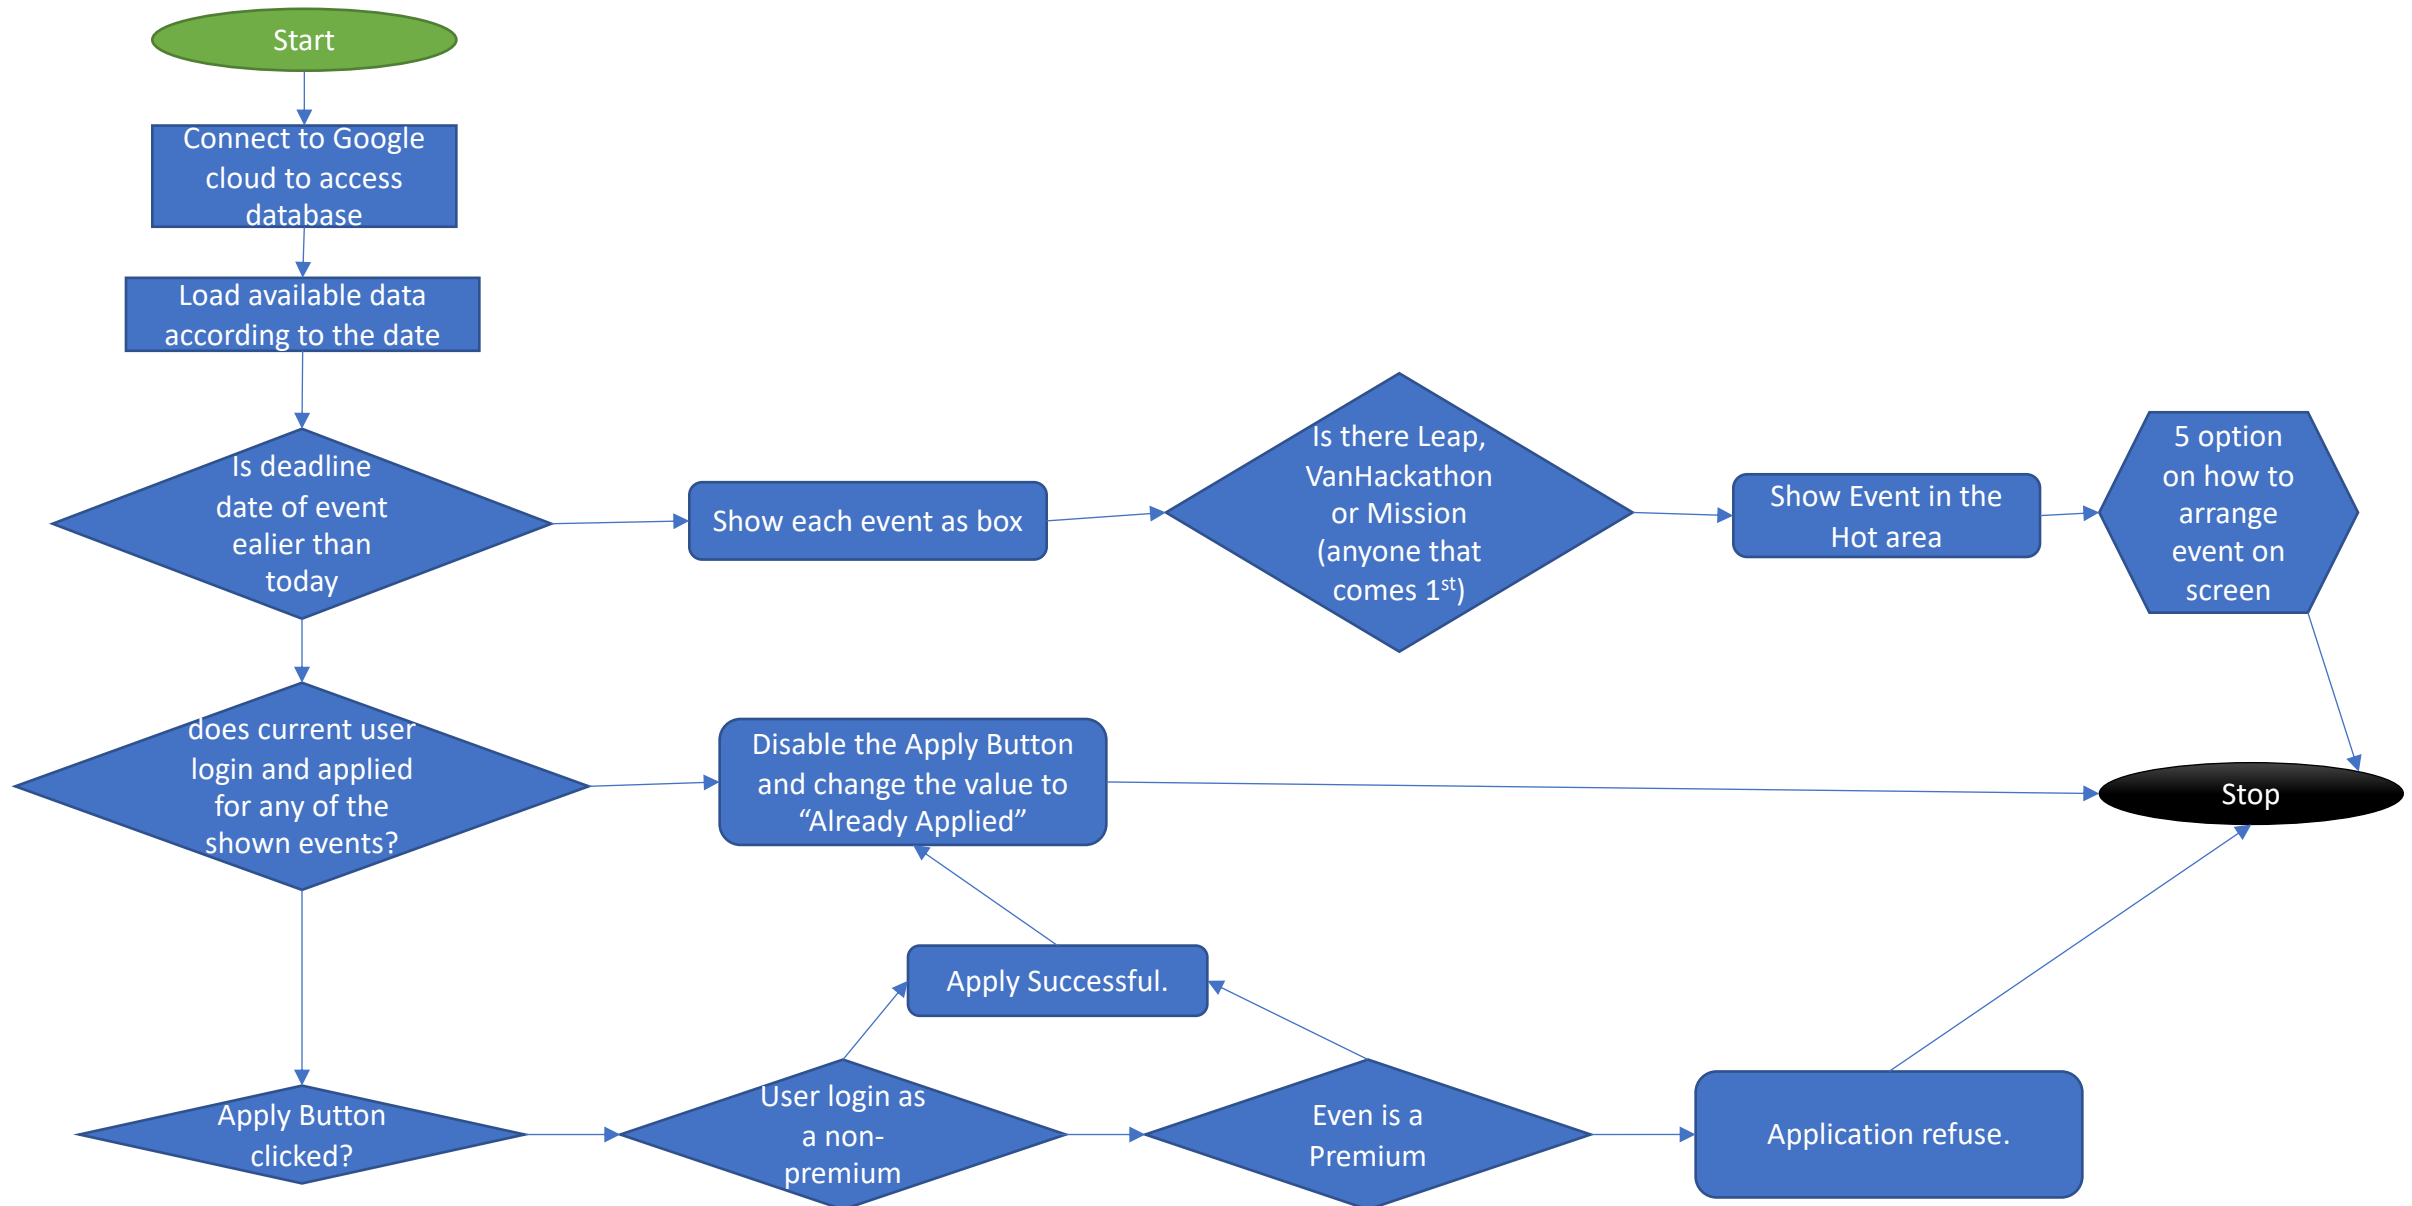 Start
Connect to Google
cloud to access
database
Load available data
according to the date
Is deadline
date of event
ealier than
today
Show each event as box
Is there Leap,
VanHackathon
or Mission
(anyone that
comes 1st)
Show Event in the
Hot area
5 option
on how to
arrange
event on
screen
does current user
login and applied
for any of the
shown events?
Disable the Apply Button
and change the value to
“Already Applied”
Stop
Apply Successful.
Apply Button
clicked?
User login as
a non-
premium
Even is a
Premium
Application refuse.